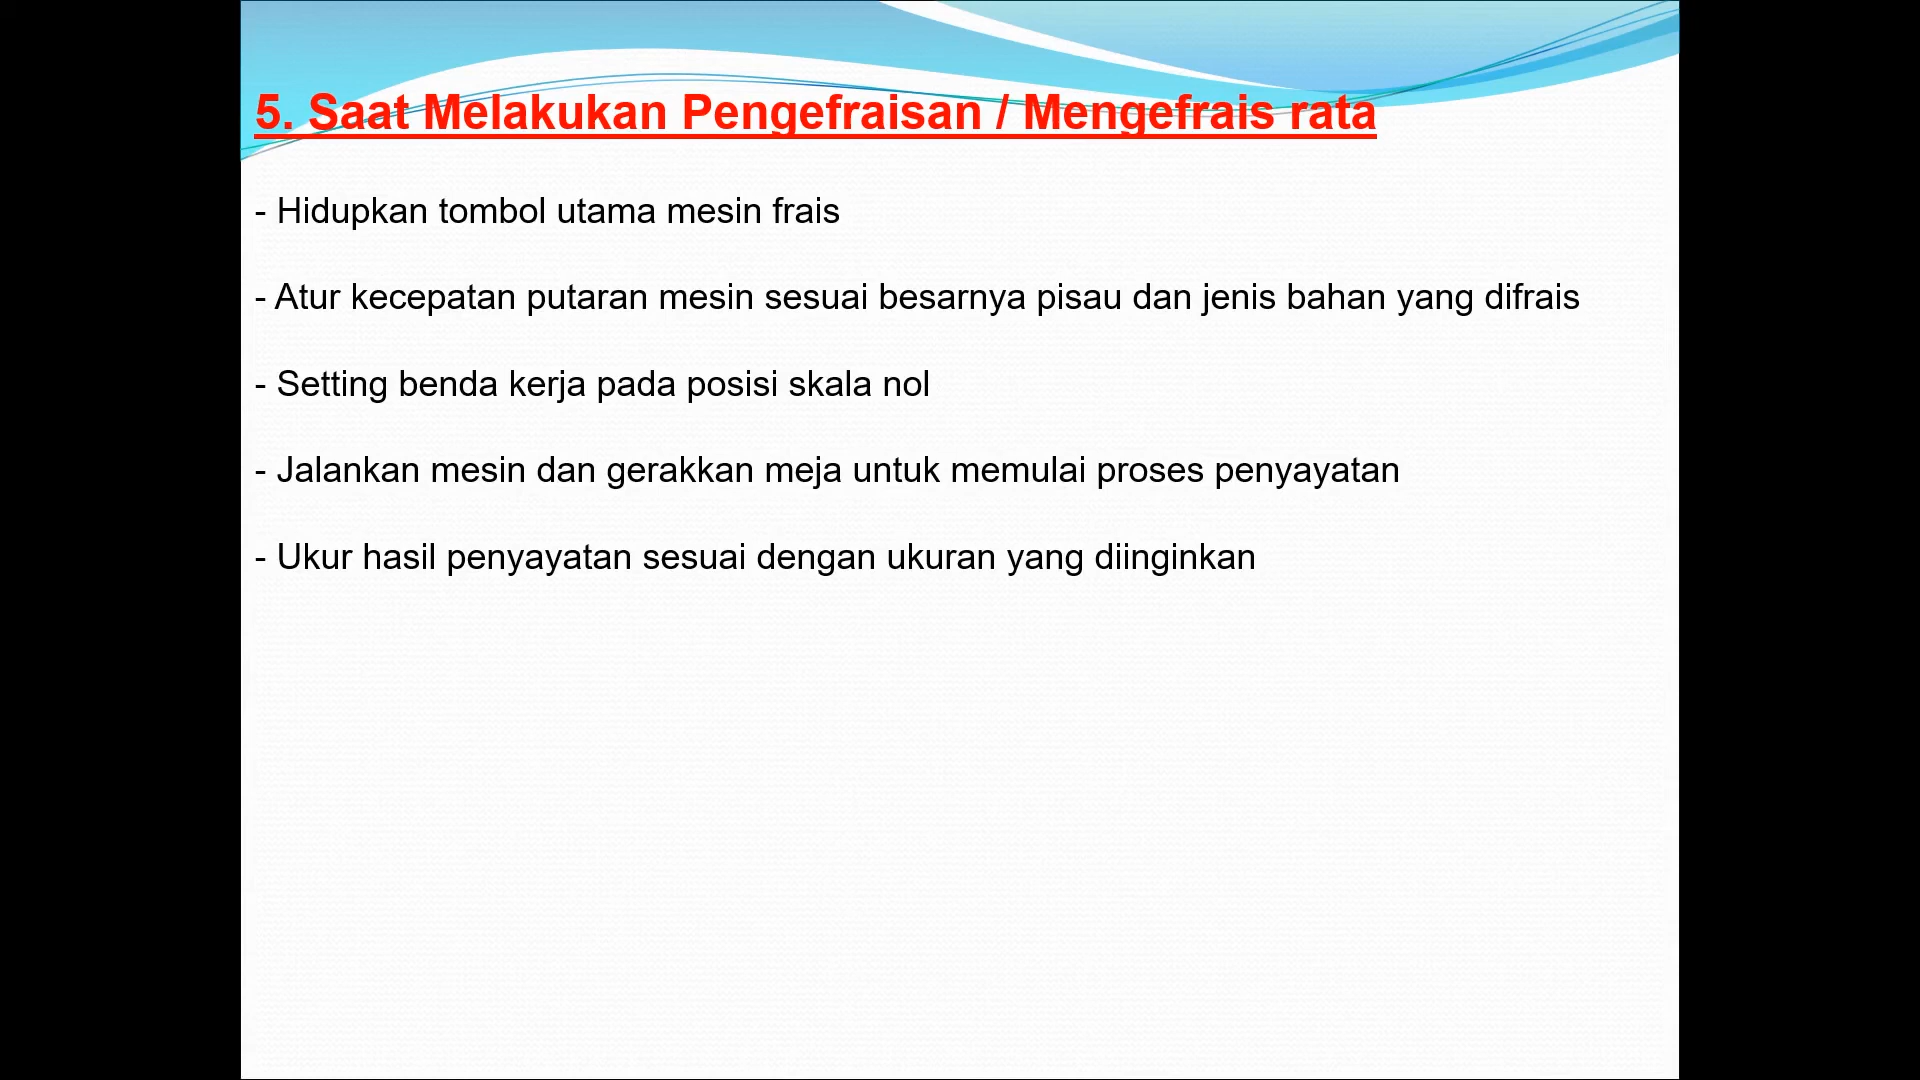 5. Saat Melakukan Pengefraisan / Mengefrais rata
- Hidupkan tombol utama mesin frais
- Atur kecepatan putaran mesin sesuai besarnya pisau dan jenis bahan yang difrais
- Setting benda kerja pada posisi skala nol
- Jalankan mesin dan gerakkan meja untuk memulai proses penyayatan
- Ukur hasil penyayatan sesuai dengan ukuran yang diinginkan